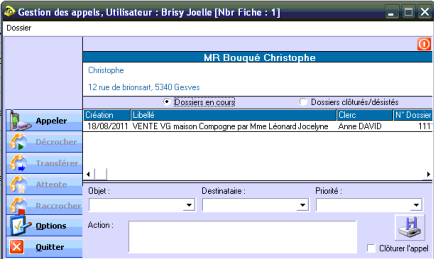 Gestion des appels, Utilisateur : Brisy Joelle [Nbr Fiche : 1]
Dossier
MR Bouqué Christophe
Christophe
12 rue de brionsart, 5340 Gesves
Dossiers en cours
Dossiers clôturés/désistés
Création Libellé Clerc N° Dossier
18/08/2011 VENTE VG maison Compogne par Mme Léonard Jocelyne Anne DAVID 111
Appeler
Décrocher
Transférer
Attente
Raccrocher
Options
Quitter
Objet : Destinataire : Priorité :
Action :
Clôturer l'appel